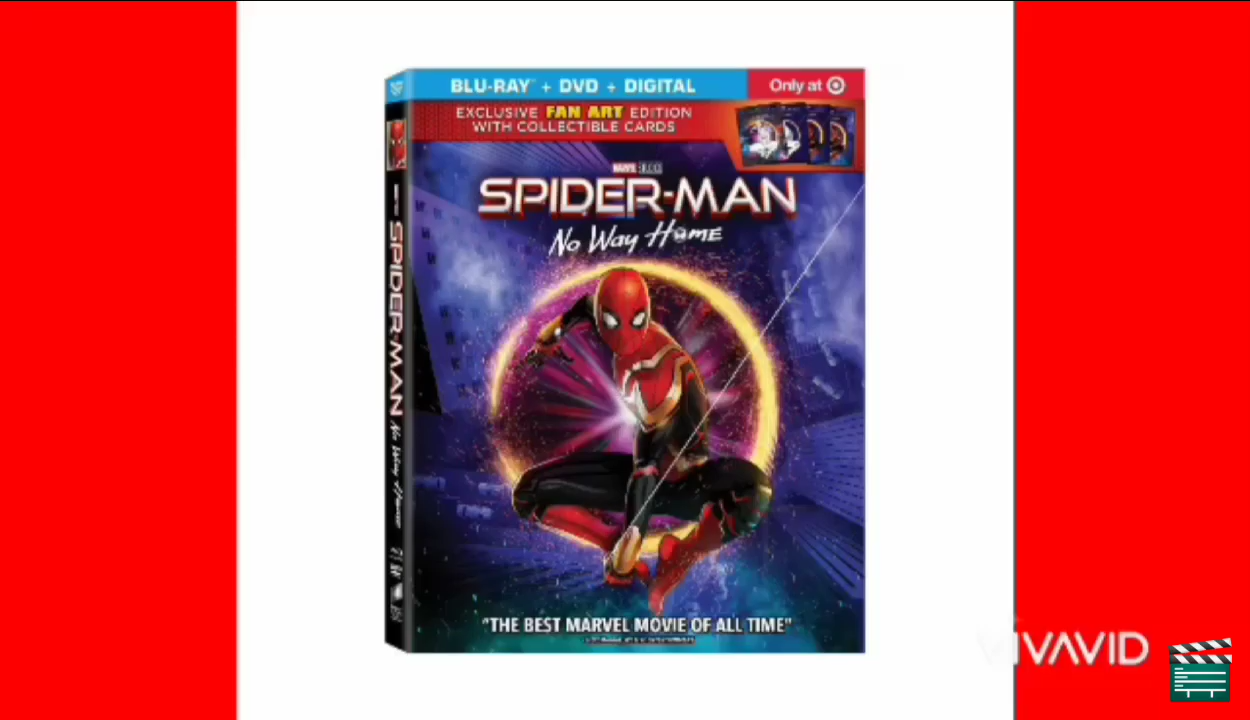 BLU-RAY + DVD + DIGITAL
Only at
EXCLUSIVE FAN ART EDITION
WITH COLLECTIBLE CARDS
MARVEL STUDIOS
SPIDER-MAN
No Way Home
SPIDER-MAN No Way Home
"THE BEST MARVEL MOVIE OF ALL TIME"
VIVAVID